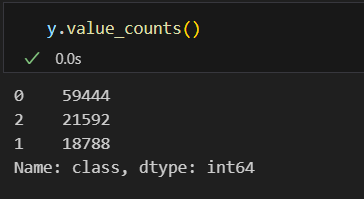 y.value_counts()
0.0s
0    59444
2    21592
1    18788
Name: class, dtype: int64